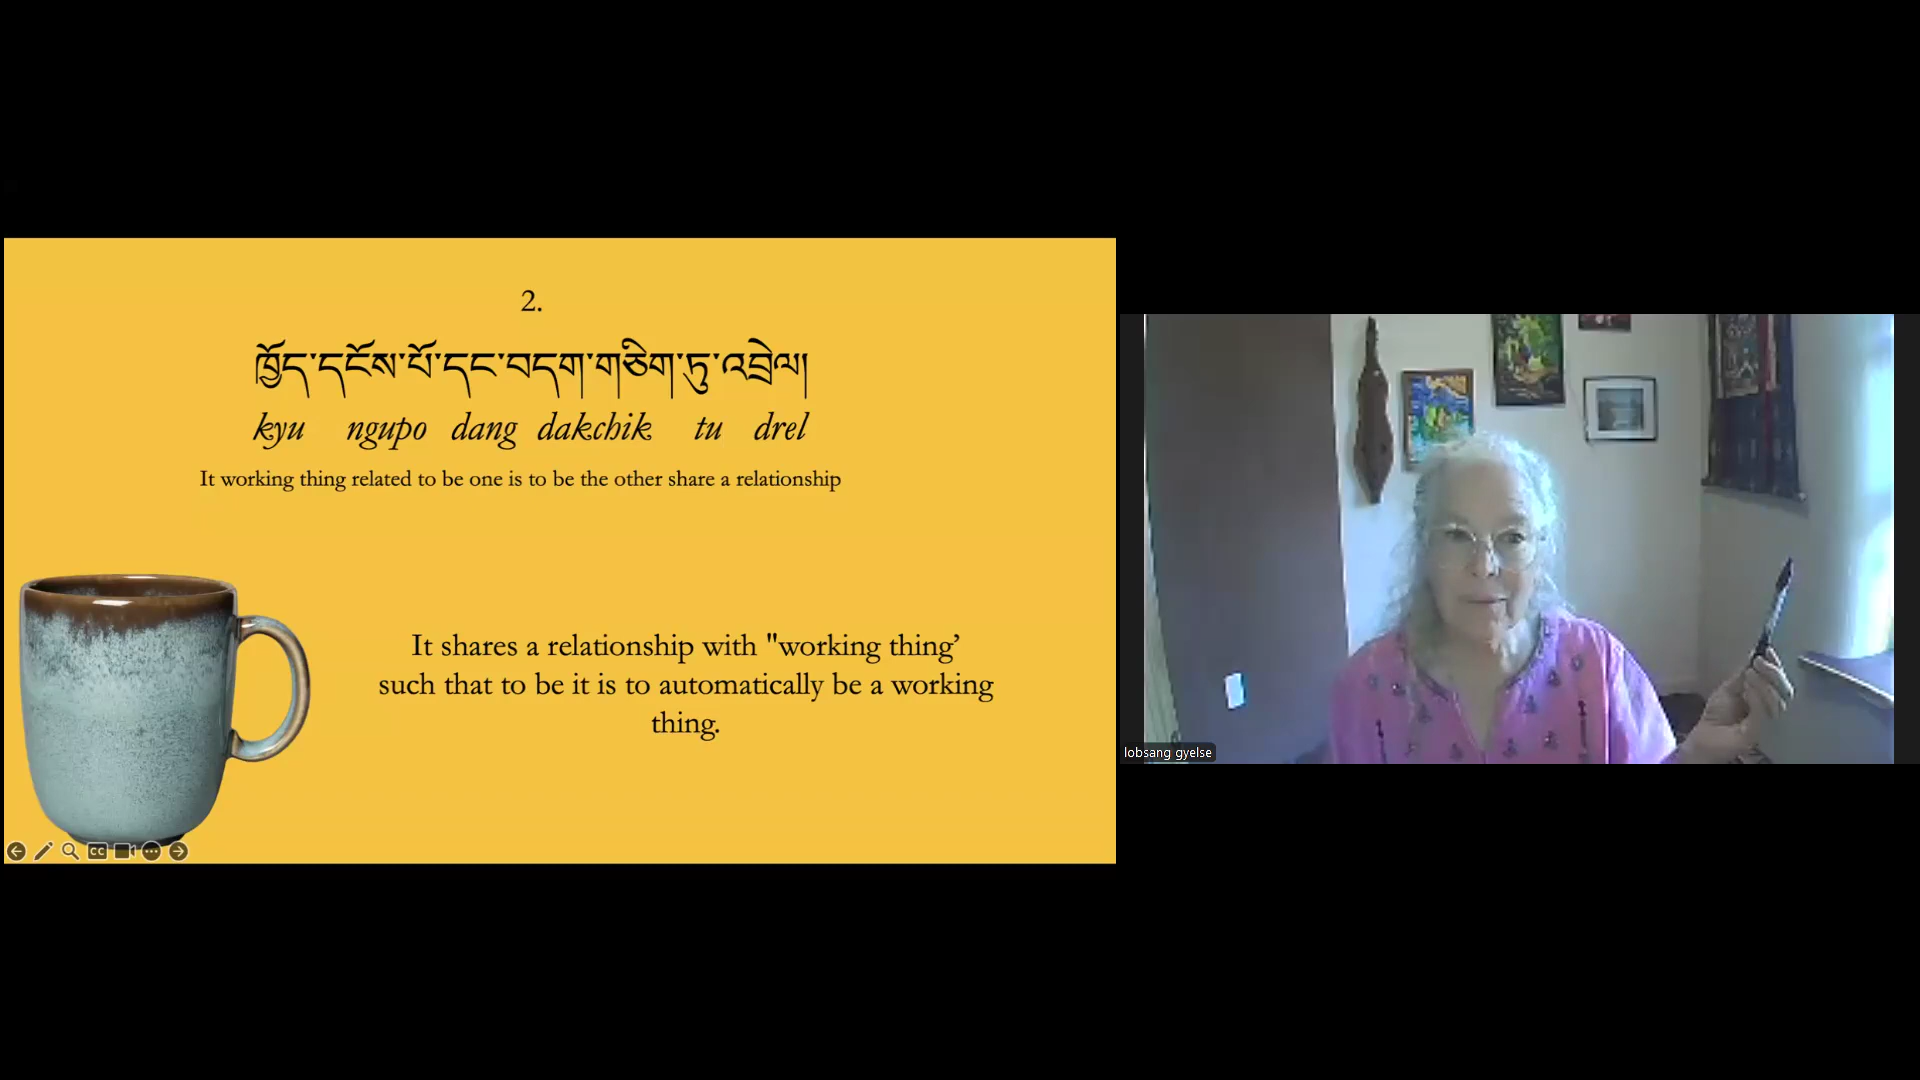 2.
ཁྱོད་དངོས་པོ་དང་བདག་གཅིག་ཏུ་འབྲེལ།
kyu ngupo dang dakchik tu drel
It working thing related to be one is to be the other share a relationship
It shares a relationship with "working thing’
such that to be it is to automatically be a working
thing.
CC
lobsang gyelse